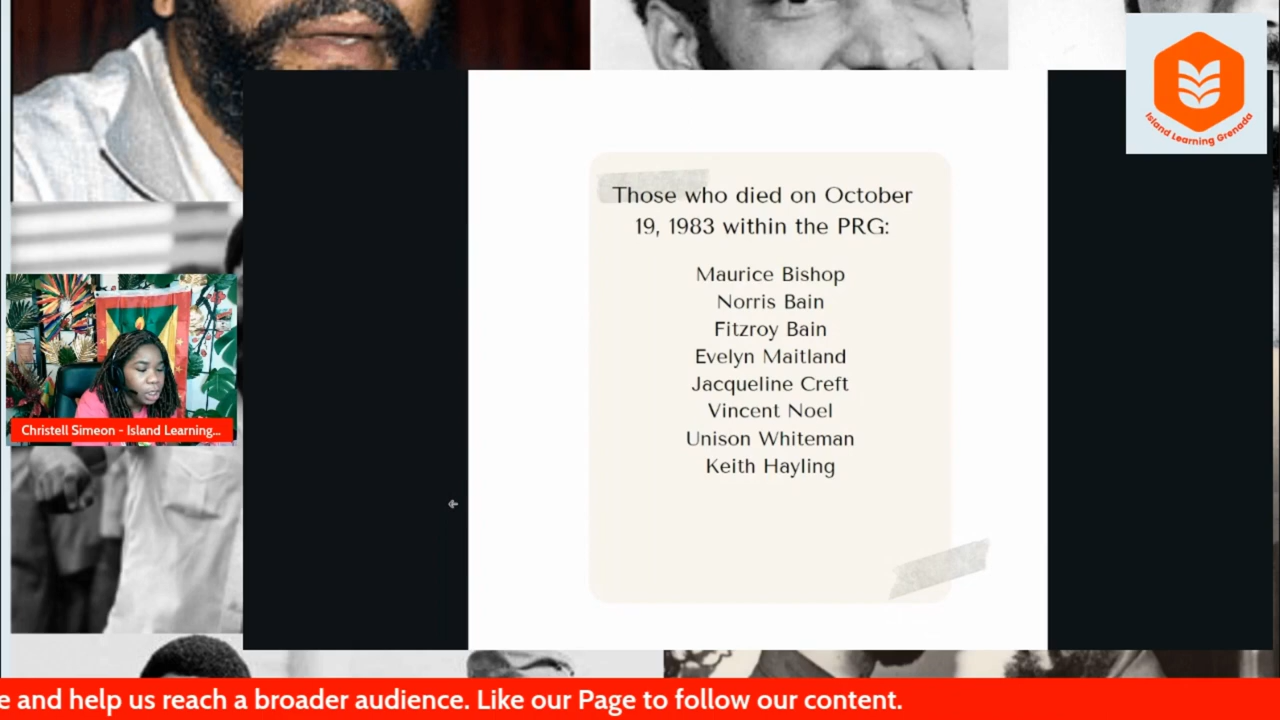 Island Learning Grenada
Those who died on October
19, 1983 within the PRG:
Maurice Bishop
Norris Bain
Fitzroy Bain
Evelyn Maitland
Jacqueline Creft
Vincent Noel
Unison Whiteman
Keith Hayling
Christell Simeon - Island Learning...
e and help us reach a broader audience. Like our Page to follow our content.